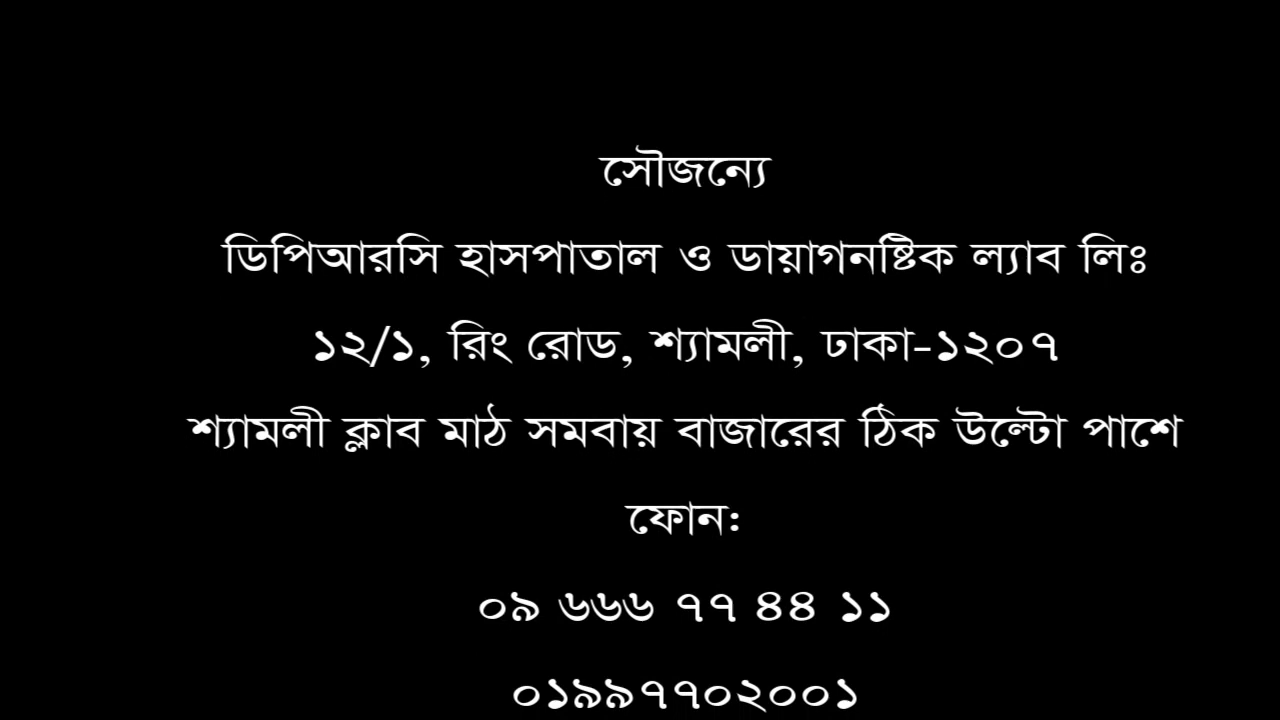 সৌজন্যে
ডিপিআরসি হাসপাতাল ও ডায়াগনষ্টিক ল্যাব লিঃ
১২/১, রিং রোড, শ্যামলী, ঢাকা-১২০৭
শ্যামলী ক্লাব মাঠ সমবায় বাজারের ঠিক উল্টো পাশে
ফোন:
০৯ ৬৬৬ ৭৭ ৪৪ ১১
০১৯৯৭৭০২০০১